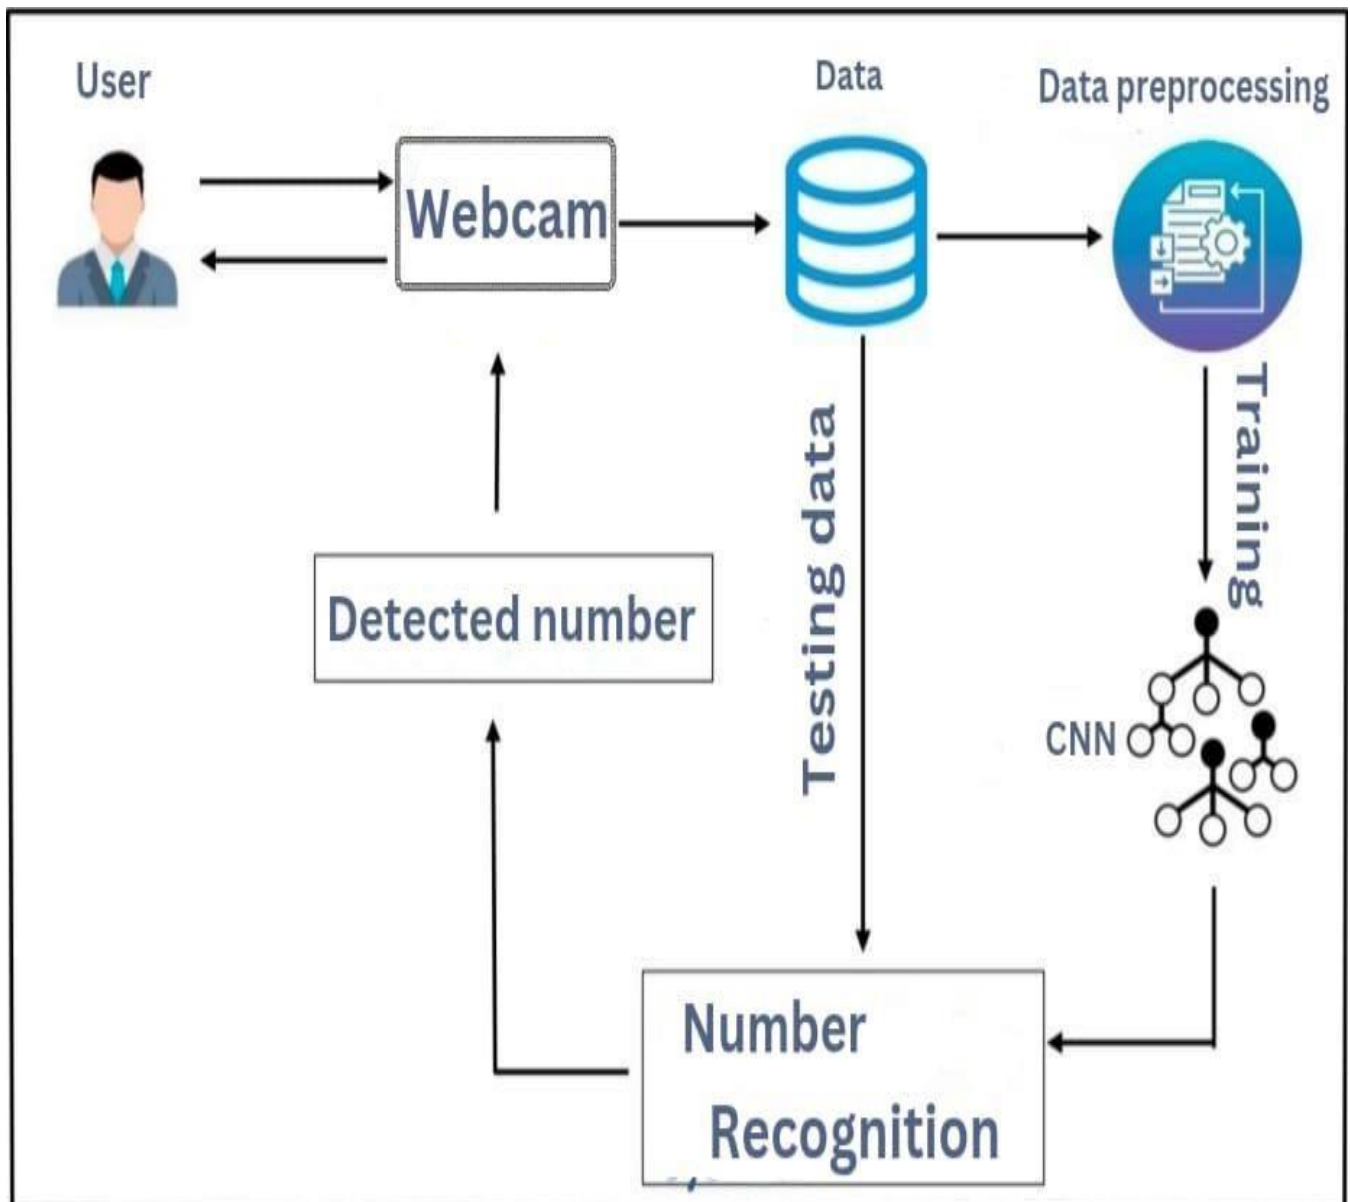 User
Data
Data preprocessing
Webcam
Training
Testing data
Detected number
CNN
Number
Recognition